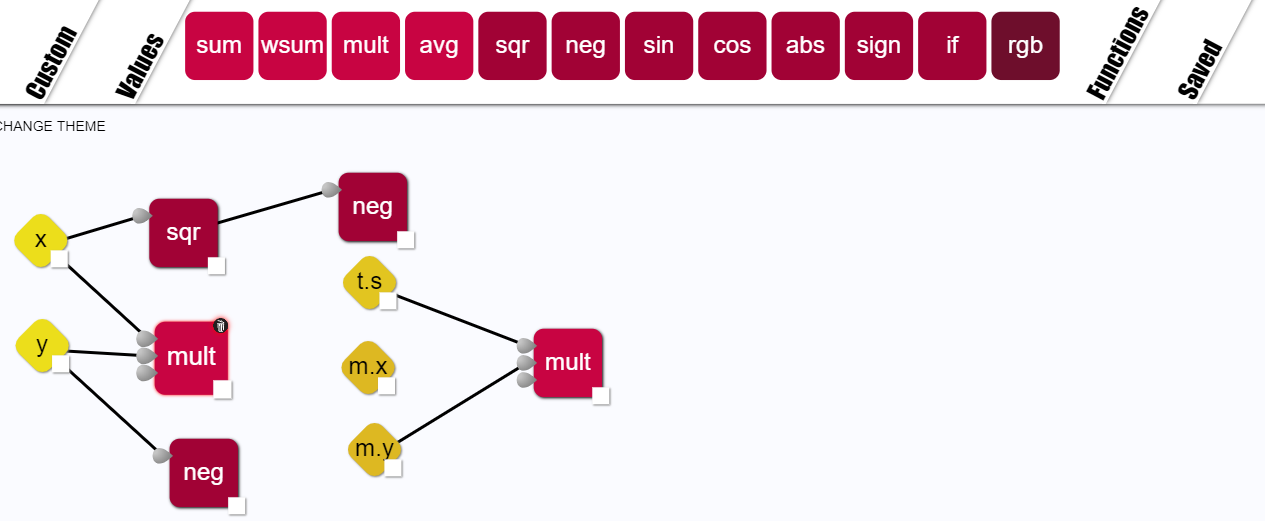 Custom
Values
sum wsum mult avg sqr neg sin cos abs sign if rgb
Functions
Saved
CHANGE THEME
neg
x
sqr
t.s
y
mult
m.x
mult
m.y
neg